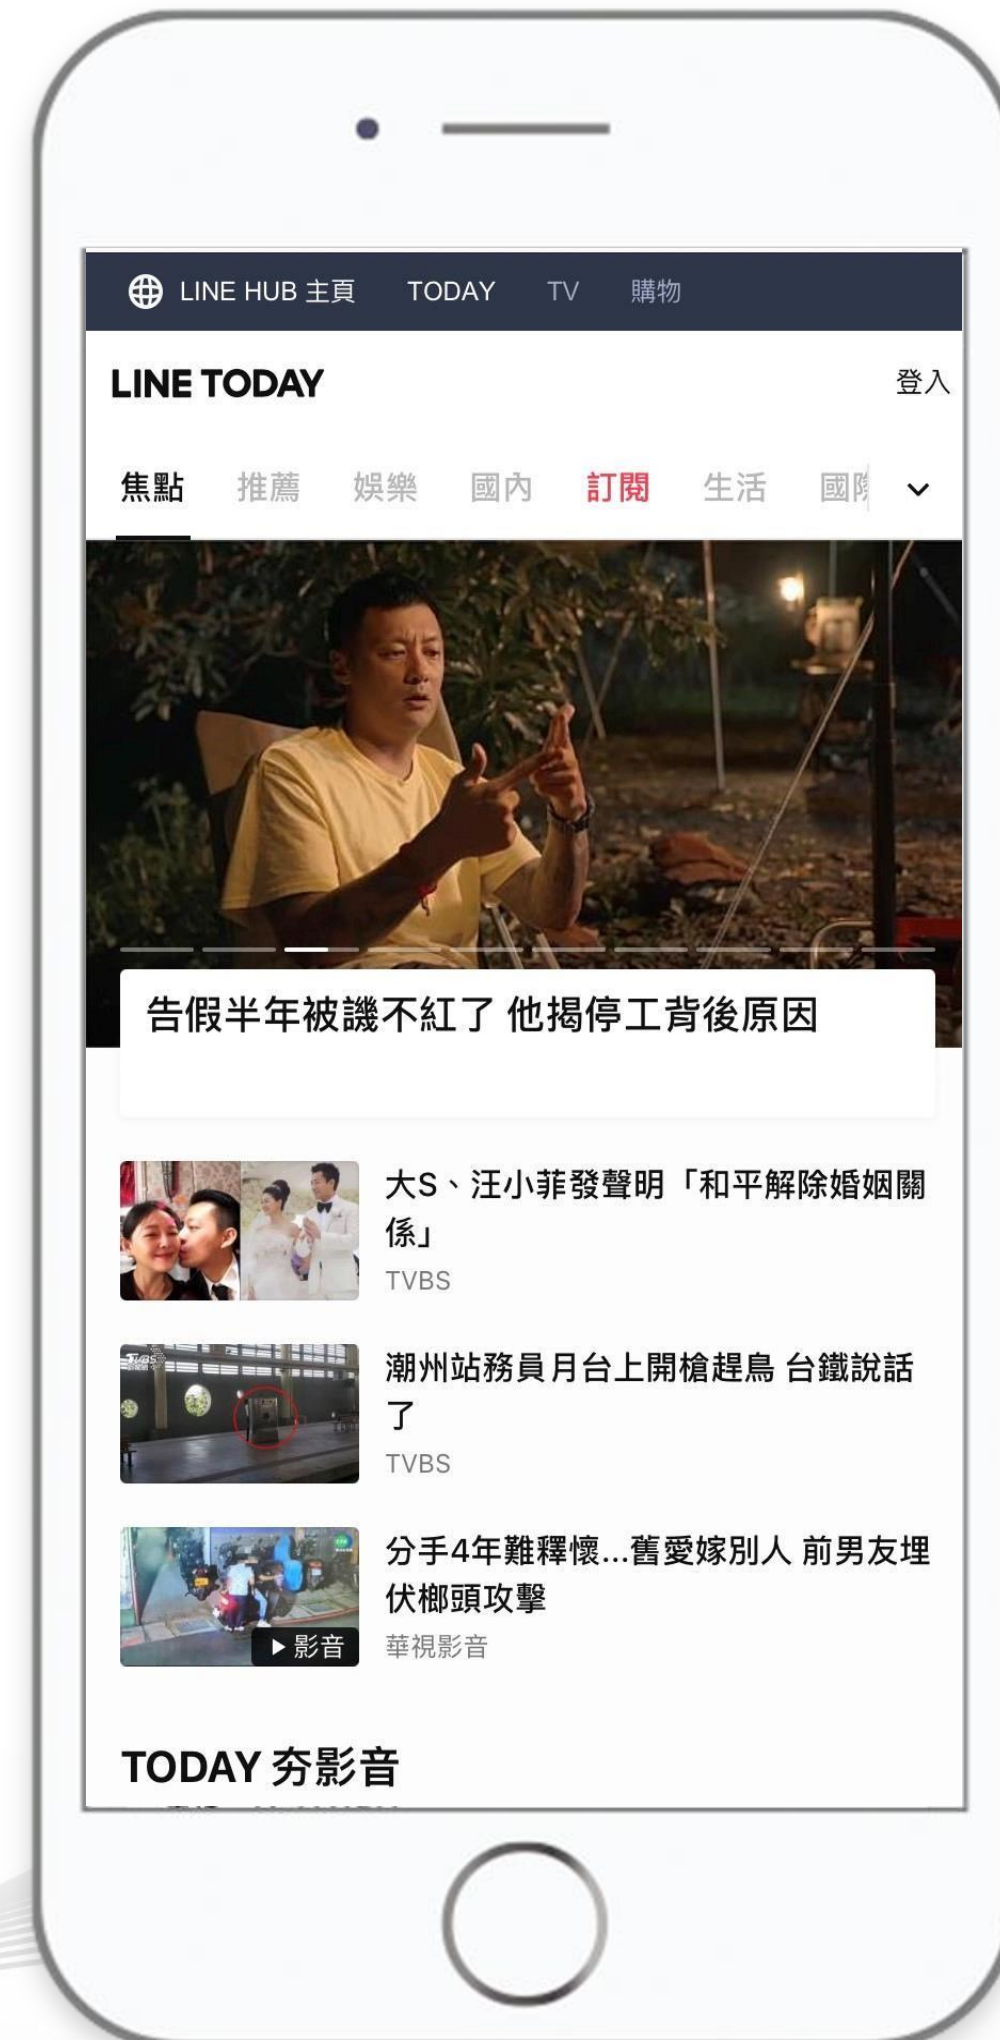 LINE HUB 主頁 TODAY TV 購物
LINE TODAY 登入
焦點 推薦 娛樂 國內 訂閱 生活 國際
告假半年被譏不紅了 他揭停工背後原因
大S、汪小菲發聲明「和平解除婚姻關
係」
TVBS
TVBS
潮州站務員月台上開槍趕鳥 台鐵說話
了
TVBS
分手4年難釋懷...舊愛嫁別人 前男友埋
伏榔頭攻擊
影音
華視影音
TODAY 夯影音